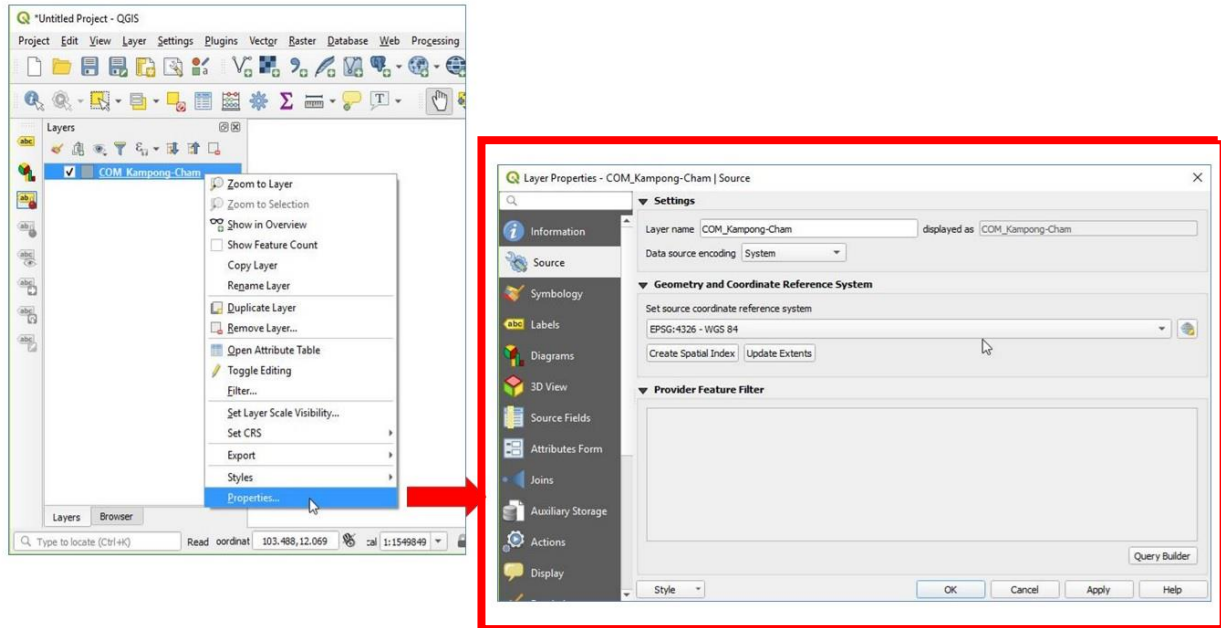 *Untitled Project - QGIS
Project Edit View Layer Settings Plugins Vector Raster Database Web Processing
Layers
COM_Kampong-Cham
Zoom to Layer
Zoom to Selection
Show in Overview
Show Feature Count
Copy Layer
Rename Layer
Duplicate Layer
Remove Layer...
Open Attribute Table
Toggle Editing
Filter...
Set Layer Scale Visibility...
Set CRS
Export
Styles
Properties...
Layers Browser
Type to locate (Ctrl+K) Read oordinat 103.488,12.069 :al 1:1549849
Layer Properties - COM_Kampong-Cham | Source
Information
Source
Symbology
abc Labels
Diagrams
3D View
Source Fields
Attributes Form
Joins
Auxiliary Storage
Actions
Display
Settings
Layer name COM_Kampong-Cham displayed as COM_Kampong-Cham
Data source encoding System
Geometry and Coordinate Reference System
Set source coordinate reference system
EPSG:4326 - WGS 84
Create Spatial Index Update Extents
Provider Feature Filter
Query Builder
Style OK Cancel Apply Help